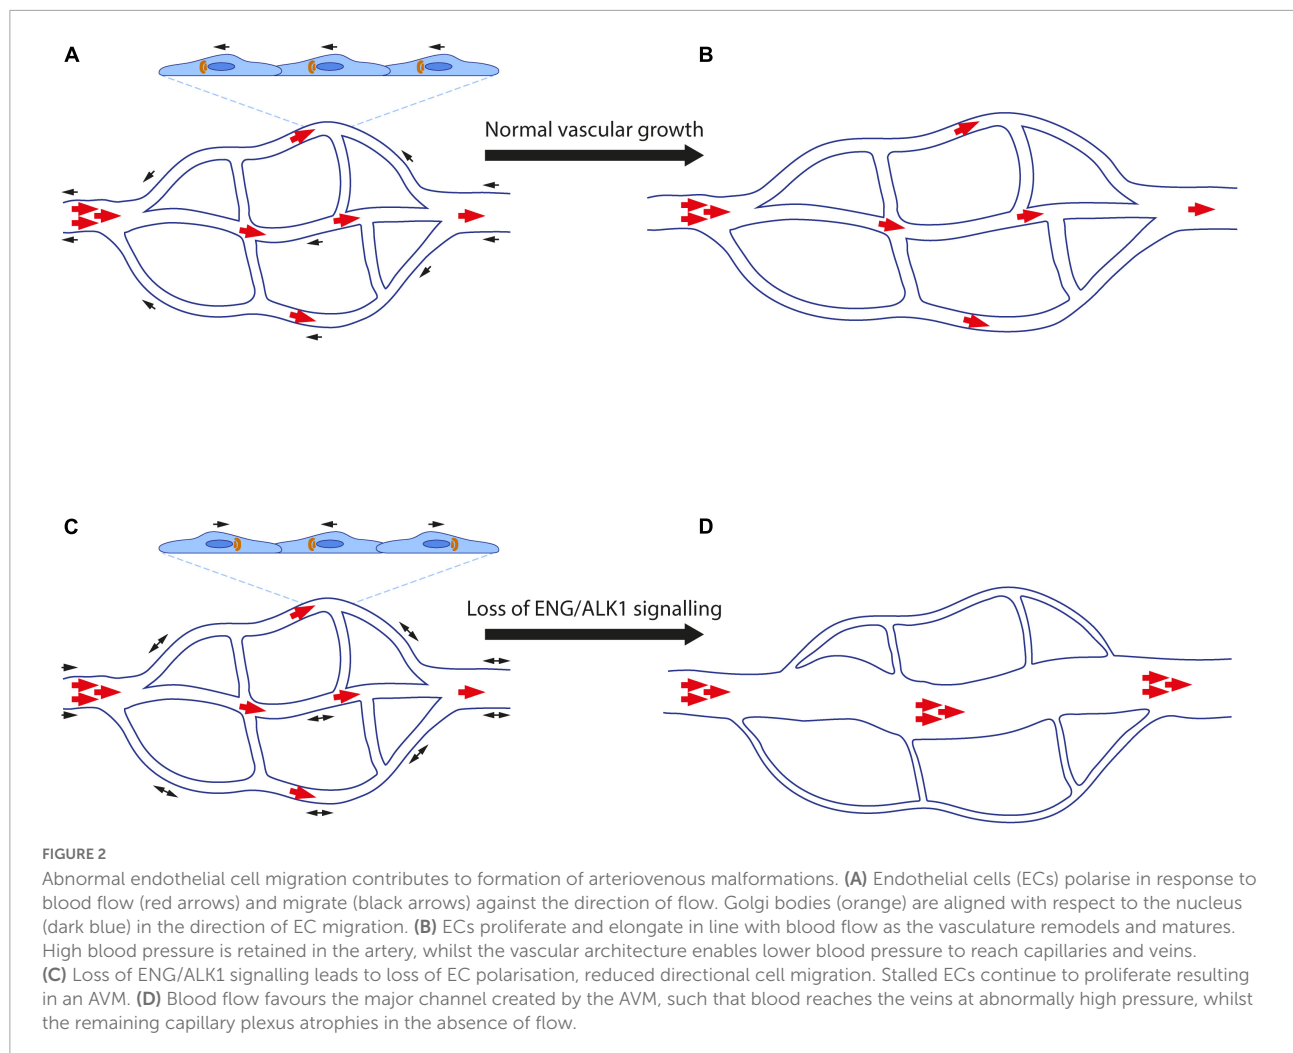 A
B
Normal vascular growth
C
D
Loss of ENG/ALK1 signalling
FIGURE 2
Abnormal endothelial cell migration contributes to formation of arteriovenous malformations. (A) Endothelial cells (ECs) polarise in response to
blood flow (red arrows) and migrate (black arrows) against the direction of flow. Golgi bodies (orange) are aligned with respect to the nucleus
(dark blue) in the direction of EC migration. (B) ECs proliferate and elongate in line with blood flow as the vasculature remodels and matures.
High blood pressure is retained in the artery, whilst the vascular architecture enables lower blood pressure to reach capillaries and veins.
(C) Loss of ENG/ALK1 signalling leads to loss of EC polarisation, reduced directional cell migration. Stalled ECs continue to proliferate resulting
in an AVM. (D) Blood flow favours the major channel created by the AVM, such that blood reaches the veins at abnormally high pressure, whilst
the remaining capillary plexus atrophies in the absence of flow.